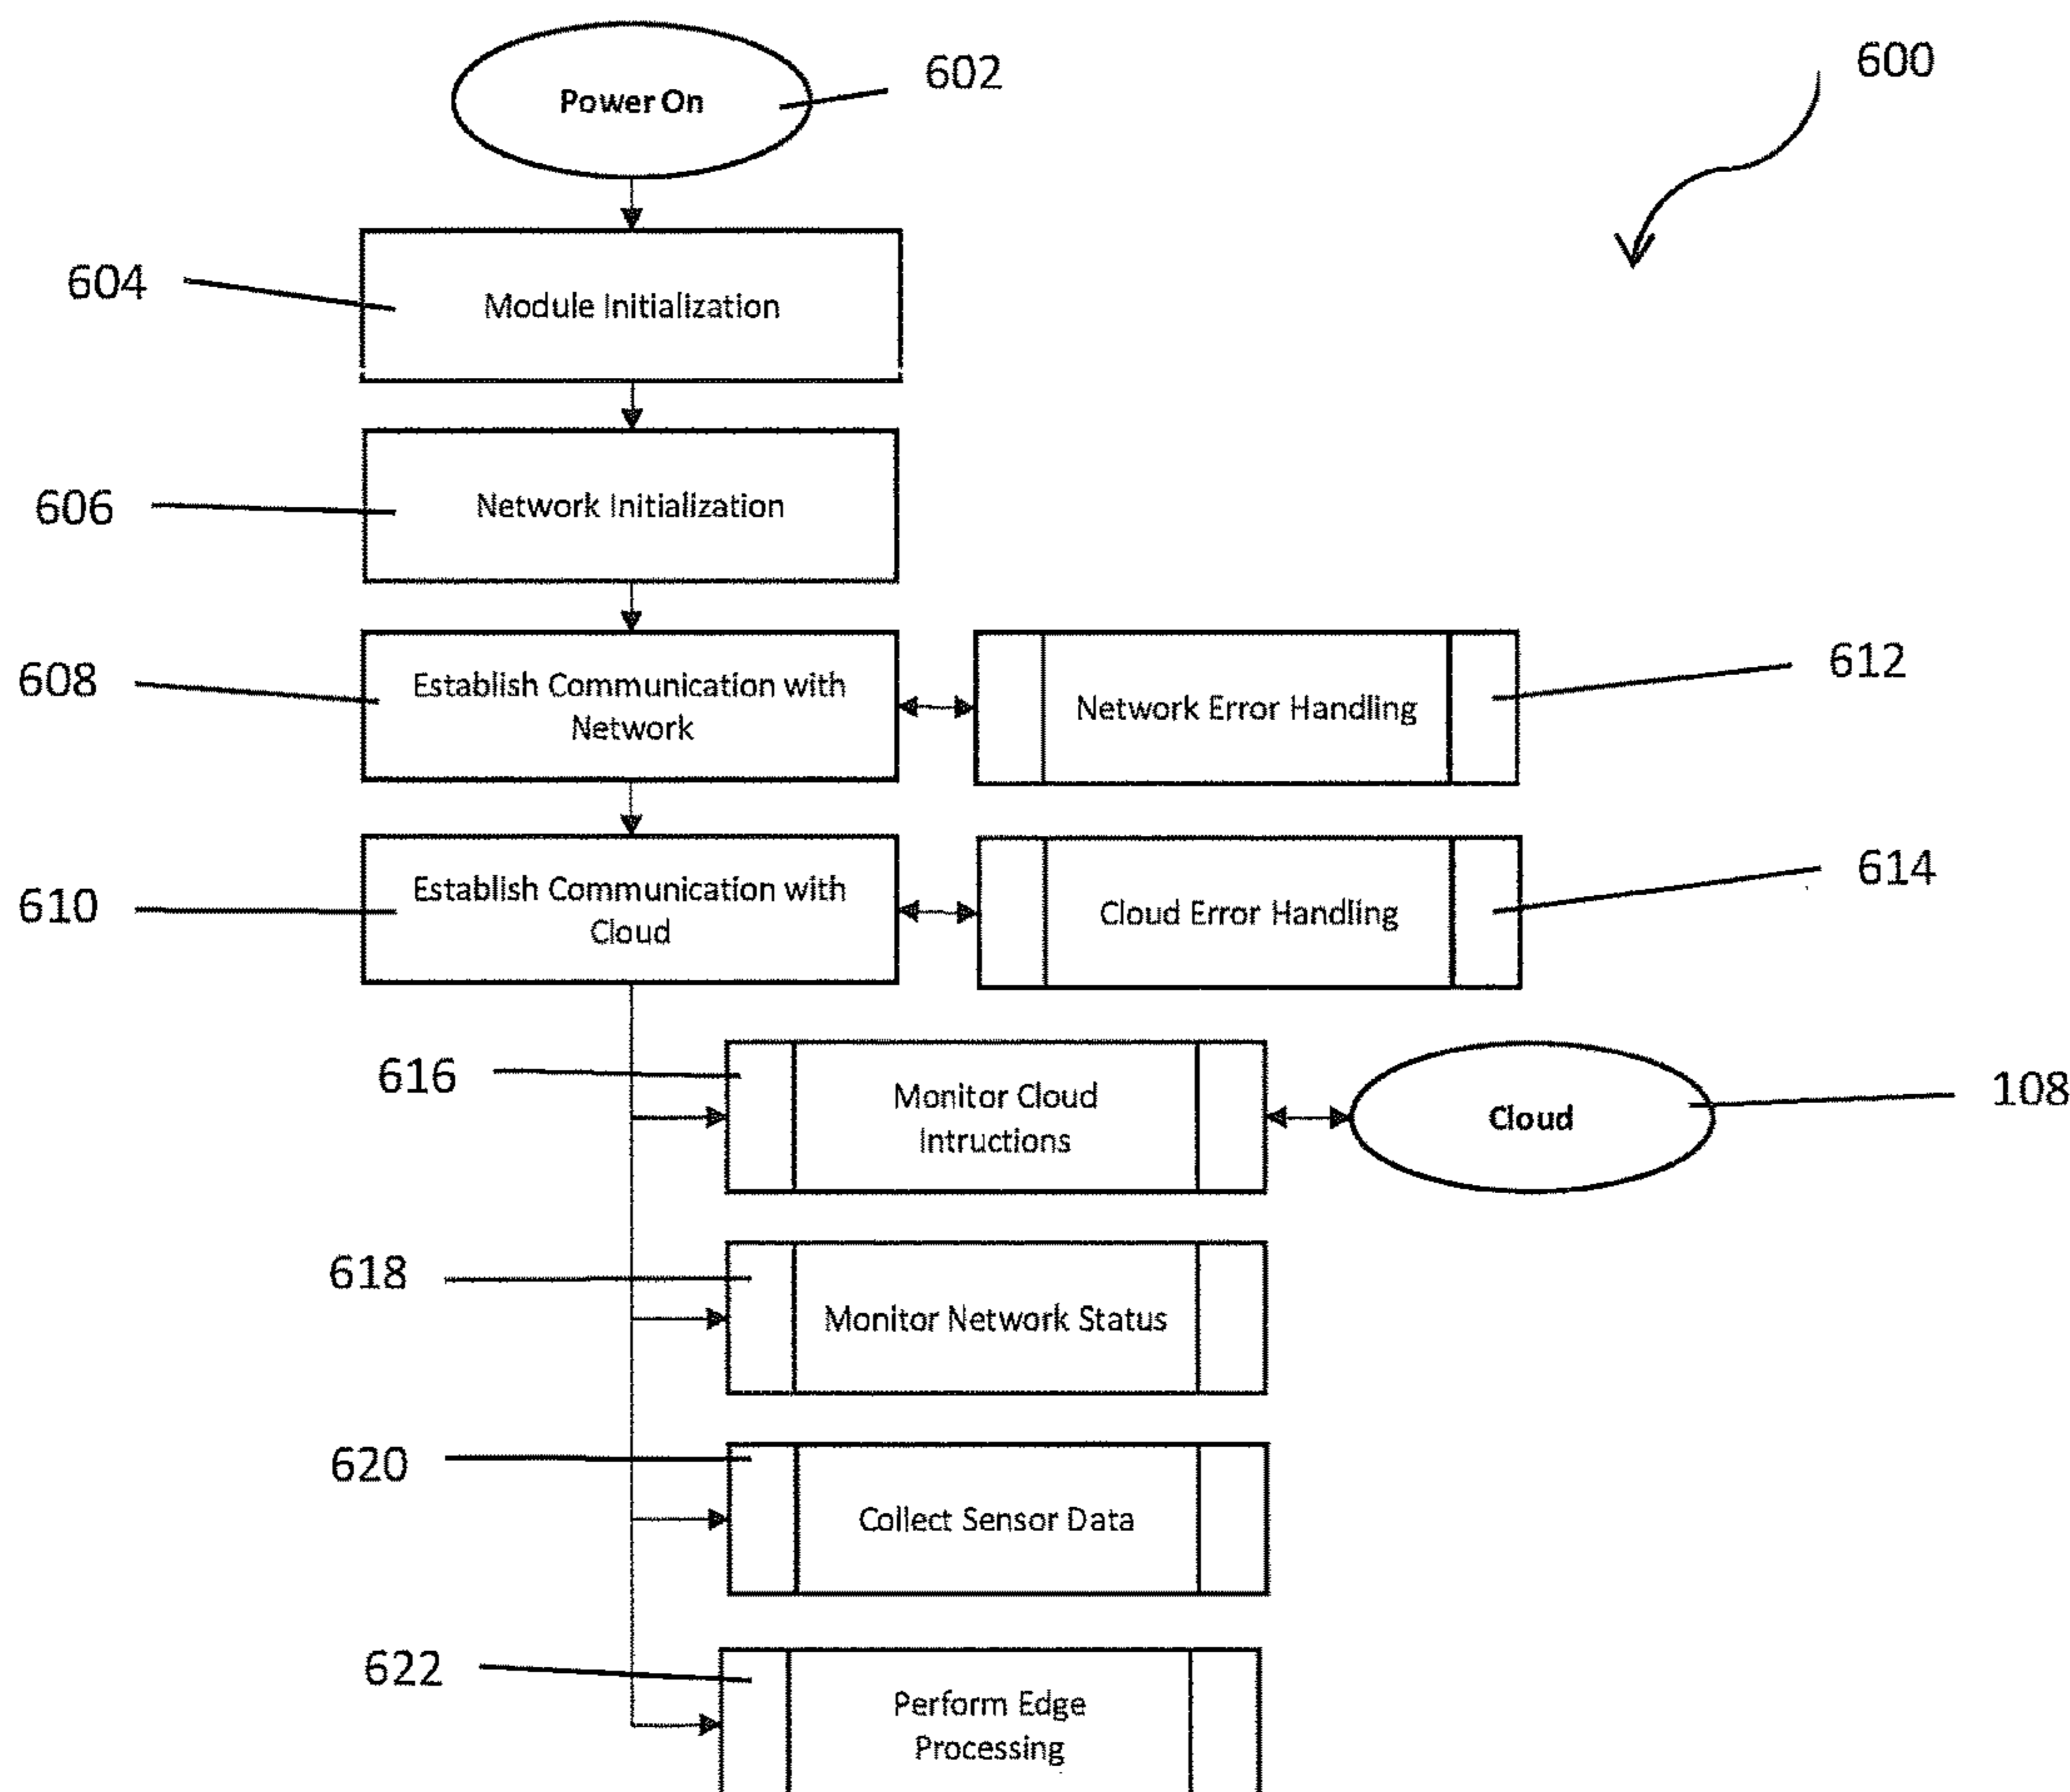 602
600
Power On
604
Module Initialization
606
Network Initialization
608
Establish Communication with
Network
Network Error Handling
612
610
Establish Communication with
Cloud
Cloud Error Handling
614
616
Monitor Cloud
Intructions
Cloud
108
618
Monitor Network Status
620
Collect Sensor Data
622
Perform Edge
Processing